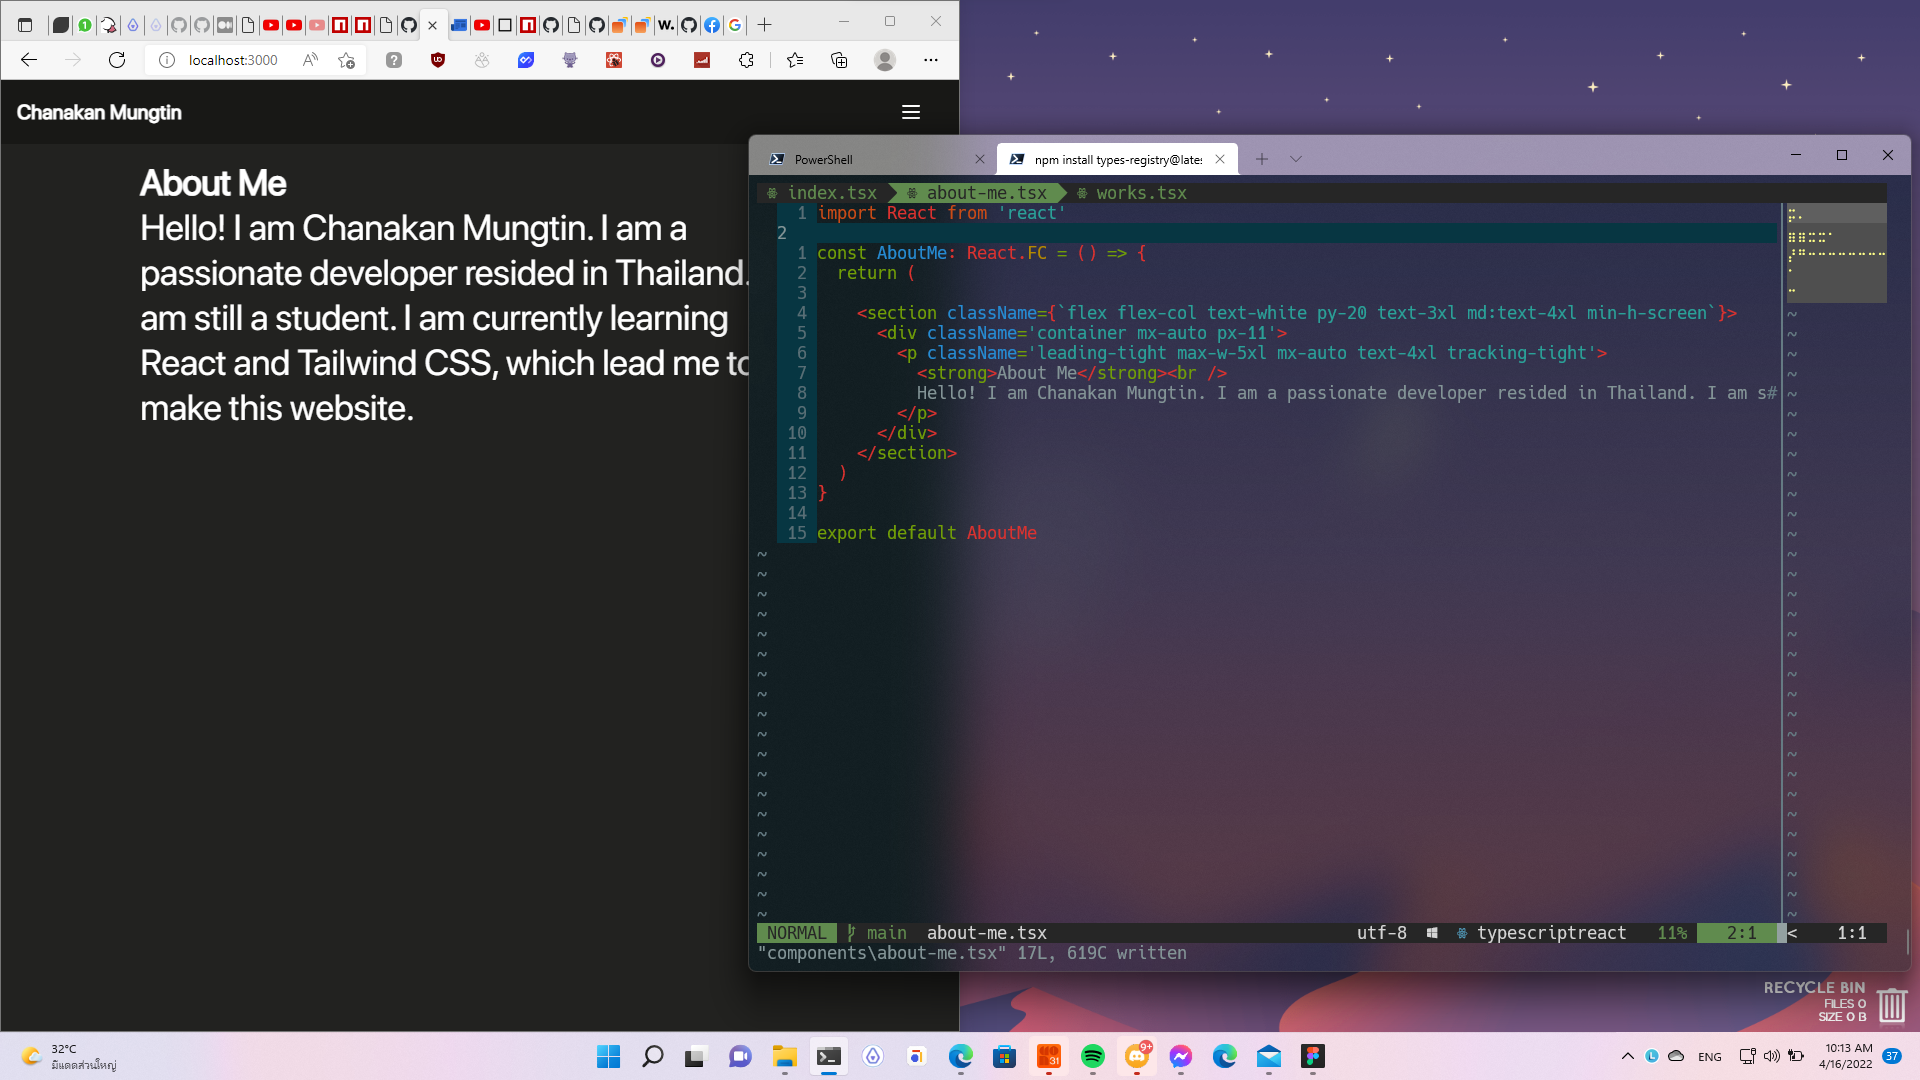 localhost:3000
Chanakan Mungtin
About Me
Hello! I am Chanakan Mungtin. I am a
passionate developer resided in Thailand.
am still a student. I am currently learning
React and Tailwind CSS, which lead me to
make this website.
PowerShell
npm install types-registry@lates
index.tsx about-me.tsx works.tsx
1 import React from 'react'
2
1 const AboutMe: React.FC = () => {
2 return (
3
4 <section className={`flex flex-col text-white py-20 text-3xl md:text-4xl min-h-screen`}>
5 <div className='container mx-auto px-11'>
6 <p className='leading-tight max-w-5xl mx-auto text-4xl tracking-tight'>
7 <strong>About Me</strong><br />
8 Hello! I am Chanakan Mungtin. I am a passionate developer resided in Thailand. I am s#
9 </p>
10 </div>
11 </section>
12 )
13 }
14
15 export default AboutMe
NORMAL main about-me.tsx utf-8 typescriptreact 11% 2:1 < 1:1
"components\about-me.tsx" 17L, 619C written
RECYCLE BIN
FILES 0
SIZE 0 B
32°C
มีแดดส่วนใหญ่
31
9+
ENG
10:13 AM
4/16/2022
37